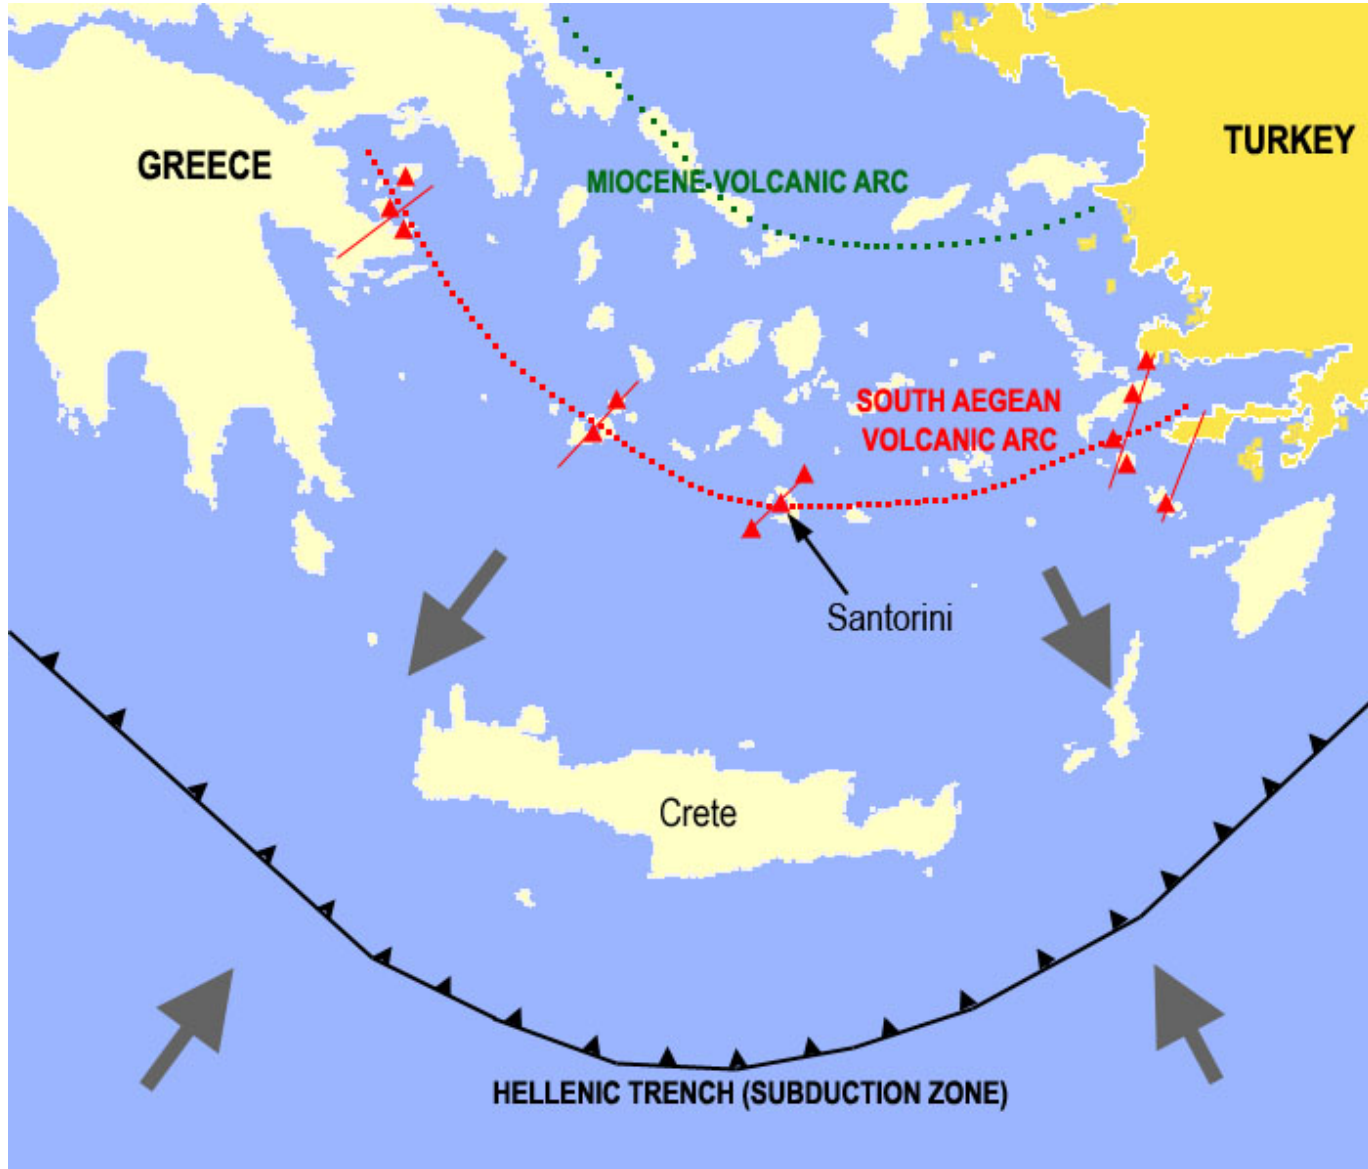 GREECE
TURKEY
MIOCENE VOLCANIC ARC
SOUTH AEGEAN
VOLCANIC ARC
Santorini
Crete
HELLENIC TRENCH (SUBDUCTION ZONE)